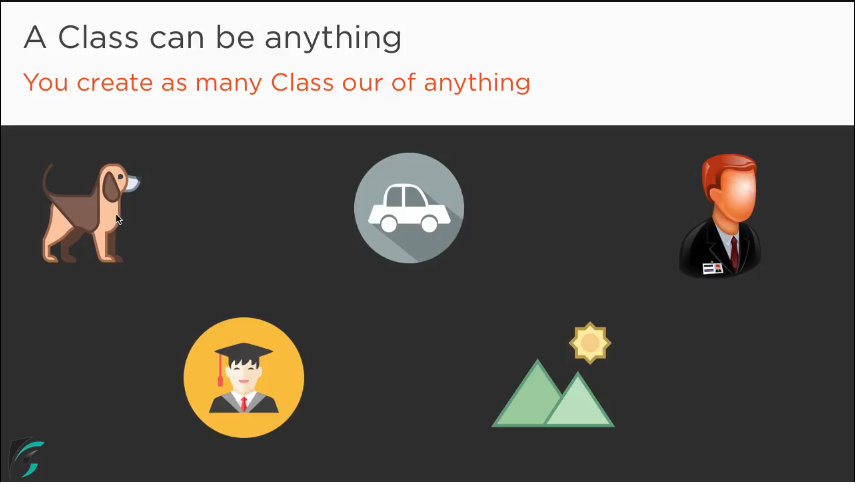 A Class can be anything
You create as many Class our of anything